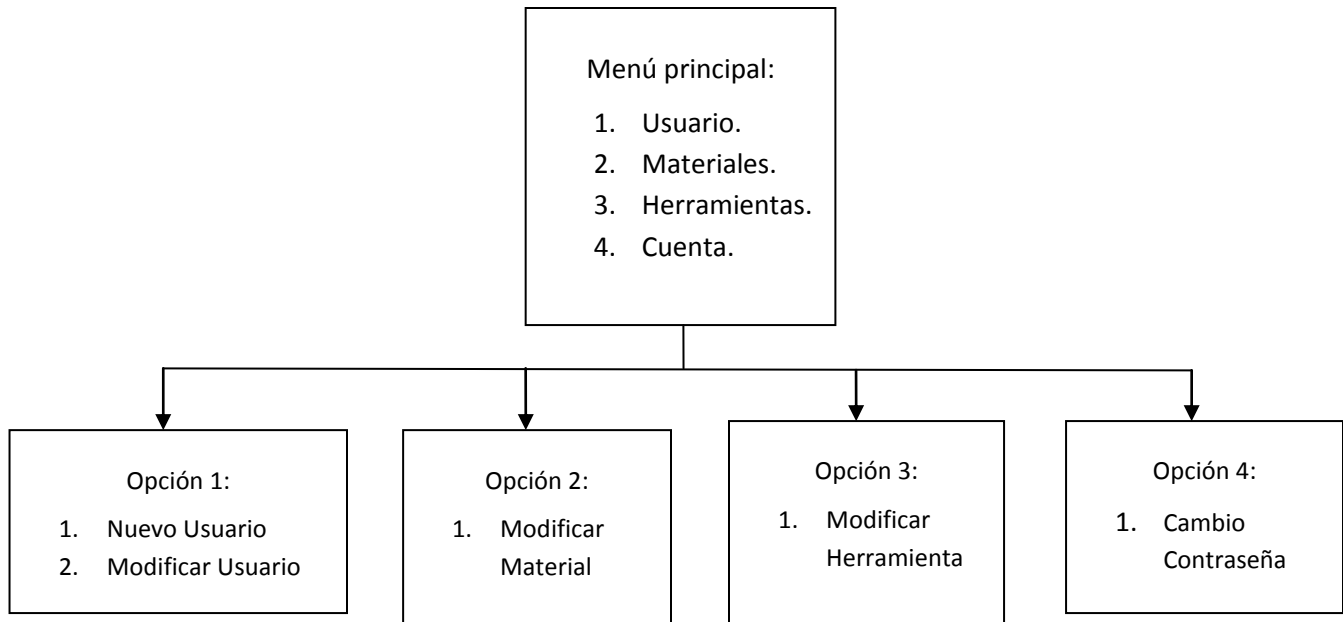 Menú principal:
1. Usuario.
2. Materiales.
3. Herramientas.
4. Cuenta.
Opción 1:
1. Nuevo Usuario
2. Modificar Usuario
Opción 2:
1. Modificar
Material
Opción 3:
1. Modificar
Herramienta
Opción 4:
1. Cambio
Contraseña